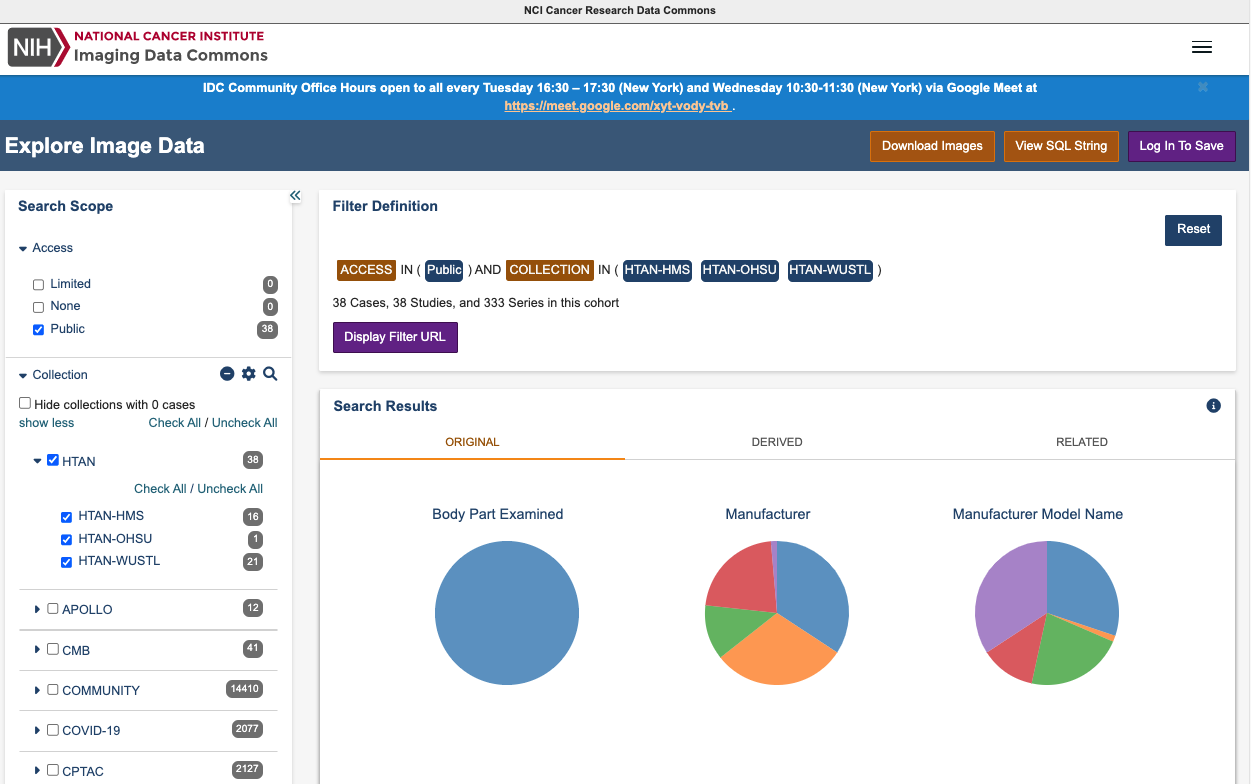 NCI Cancer Research Data Commons
NIH NATIONAL CANCER INSTITUTE
Imaging Data Commons
IDC Community Office Hours open to all every Tuesday 16:30 – 17:30 (New York) and Wednesday 10:30-11:30 (New York) via Google Meet at
https://meet.google.com/xyt-vody-tvb .
Explore Image Data
Download Images
View SQL String
Log In To Save
Search Scope
Access
Limited 0
None 0
Public 38
Collection
Hide collections with 0 cases
show less Check All / Uncheck All
HTAN 38
Check All / Uncheck All
HTAN-HMS 16
HTAN-OHSU 1
HTAN-WUSTL 21
APOLLO 12
CMB 41
COMMUNITY 14410
COVID-19 2077
CPTAC 2127
Filter Definition
Reset
ACCESS IN ( Public ) AND COLLECTION IN ( HTAN-HMS HTAN-OHSU HTAN-WUSTL )
38 Cases, 38 Studies, and 333 Series in this cohort
Display Filter URL
Search Results
ORIGINAL DERIVED RELATED
Body Part Examined Manufacturer Manufacturer Model Name